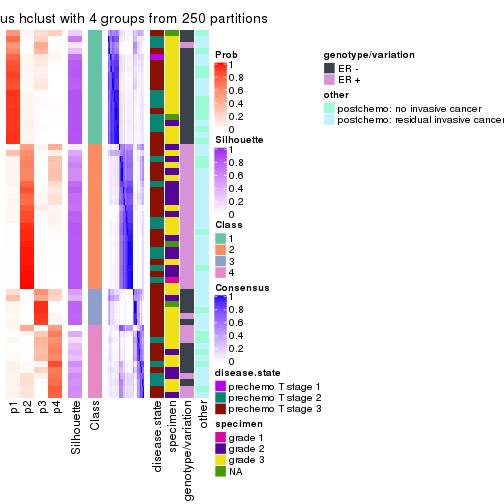 us hclust with 4 groups from 250 partitions
Prob
1
0.8
0.6
0.4
0.2
0
Silhouette
1
0.8
0.6
0.4
0.2
0
Class
1
2
3
4
Consensus
1
0.8
0.6
0.4
0.2
0
disease.state
prechemo T stage 1
prechemo T stage 2
prechemo T stage 3
specimen
grade 1
grade 2
grade 3
NA
genotype/variation
ER -
ER +
other
postchemo: no invasive cancer
postchemo: residual invasive cancer
p1
p2
p3
p4
Silhouette
Class
disease.state
specimen
genotype/variation
other